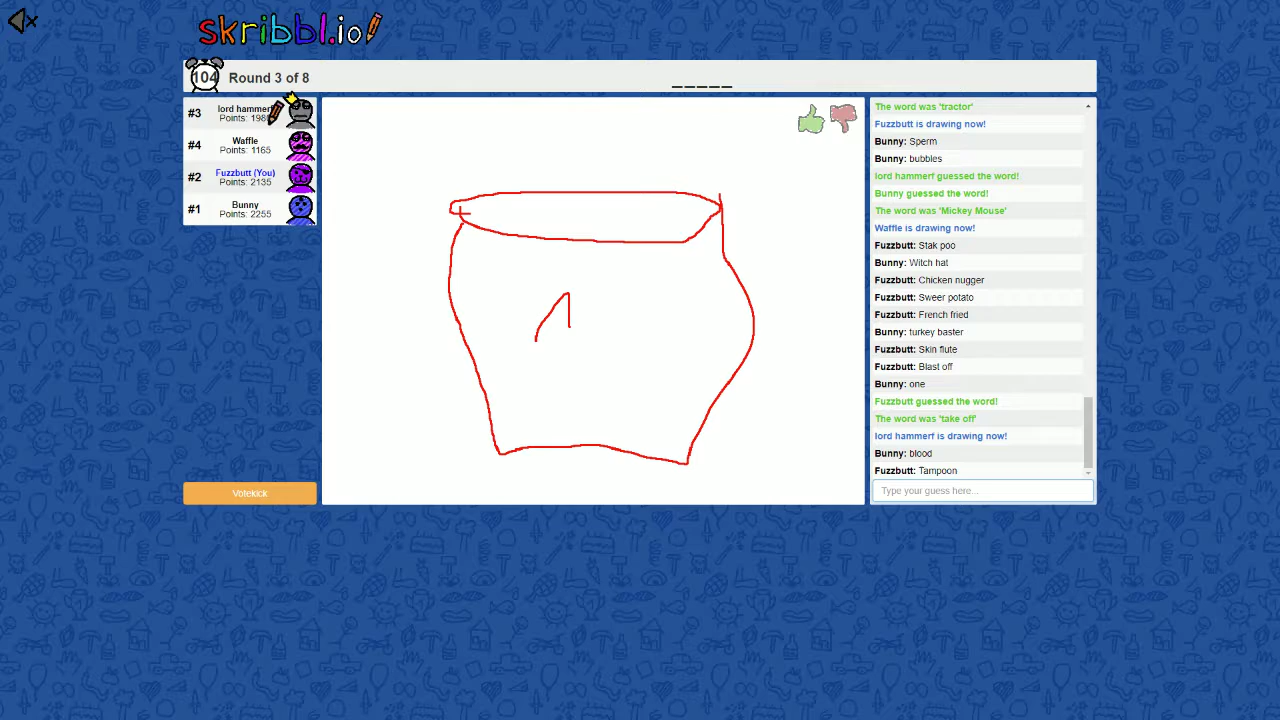 skribbl.io
104 Round 3 of 8
_____
#3 lord hammerf
Points: 1980
#4 Waffle
Points: 1165
#2 Fuzzbutt (You)
Points: 2135
#1 Bunny
Points: 2255
Votekick
The word was 'tractor'
Fuzzbutt is drawing now!
Bunny: Sperm
Bunny: bubbles
lord hammerf guessed the word!
Bunny guessed the word!
The word was 'Mickey Mouse'
Waffle is drawing now!
Fuzzbutt: Stak poo
Bunny: Witch hat
Fuzzbutt: Chicken nugger
Fuzzbutt: Sweer potato
Fuzzbutt: French fried
Bunny: turkey baster
Fuzzbutt: Skin flute
Fuzzbutt: Blast off
Bunny: one
Fuzzbutt guessed the word!
The word was 'take off'
lord hammerf is drawing now!
Bunny: blood
Fuzzbutt: Tampoon
Type your guess here...